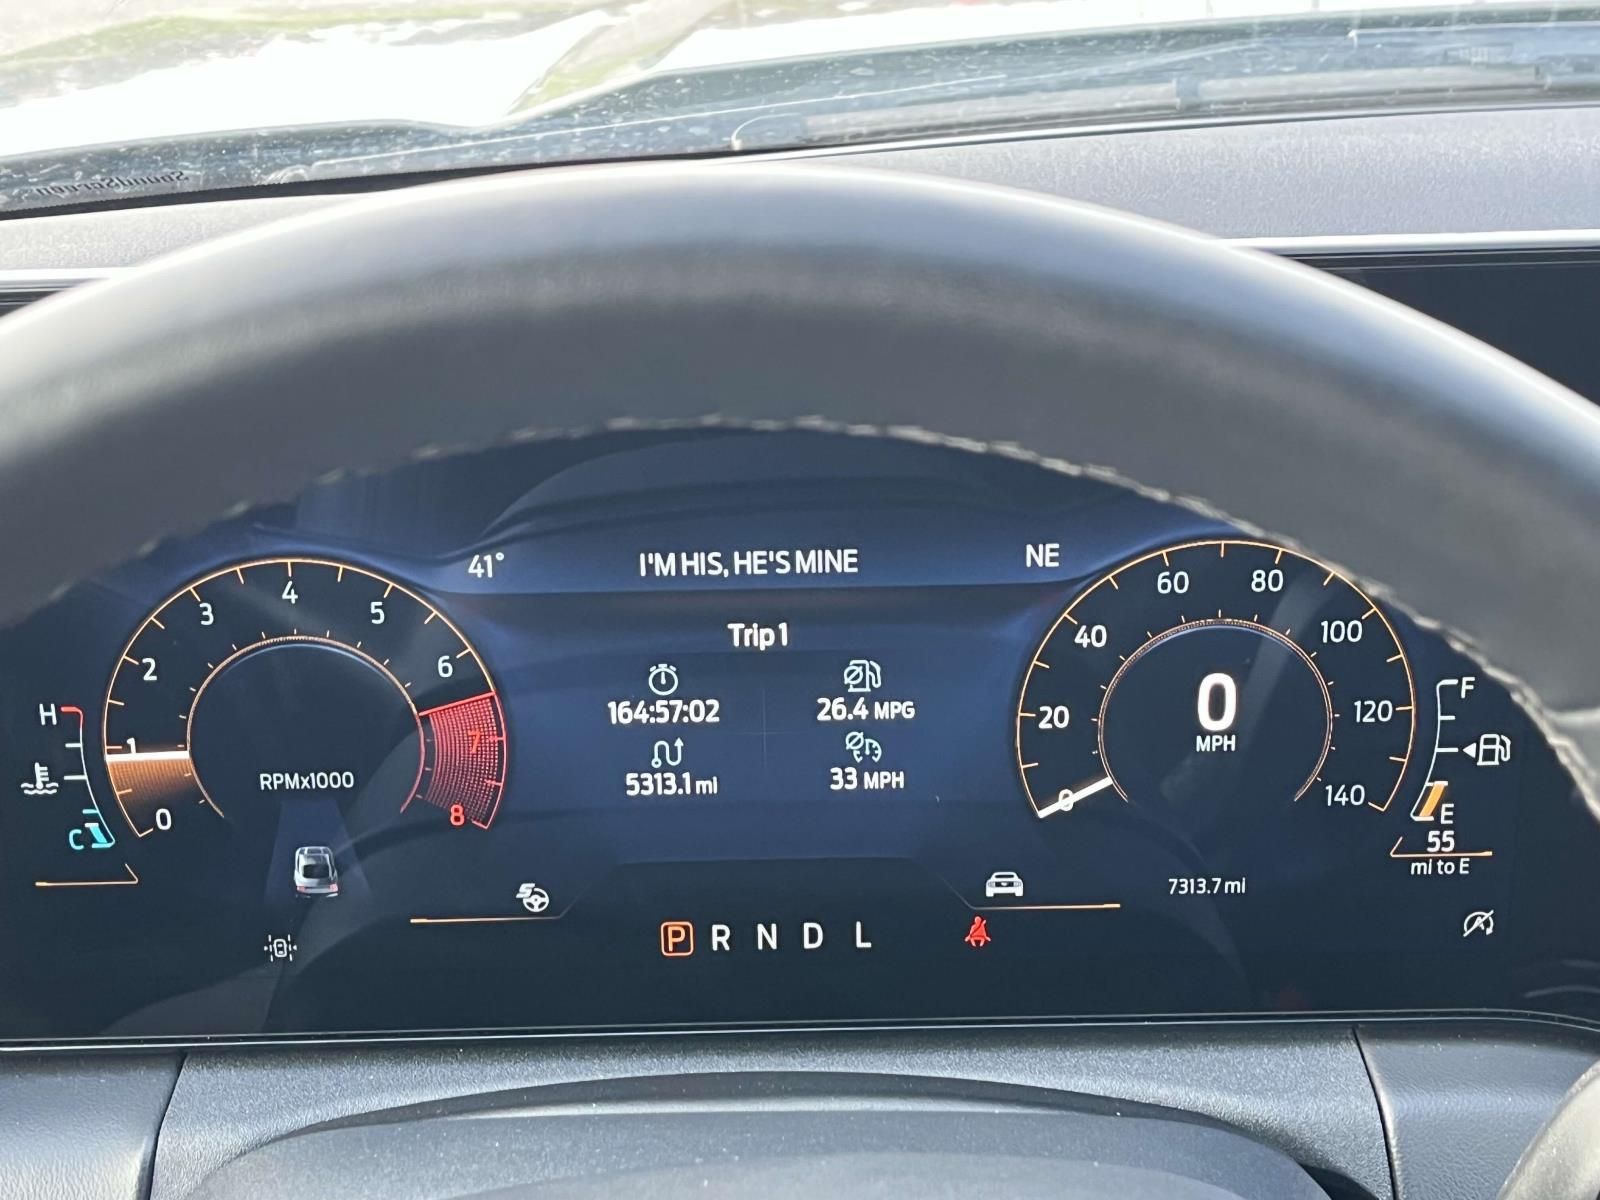 SoundScreen
41° I'M HIS, HE'S MINE NE
Trip 1
164:57:02 26.4 MPG
5313.1 mi 33 MPH
0 1 2 3 4 5 6 7 8
RPMx1000
H
C
0 20 40 60 80 100 120 140
0
MPH
F
E
55
mi to E
7313.7 mi
P R N D L
S
A